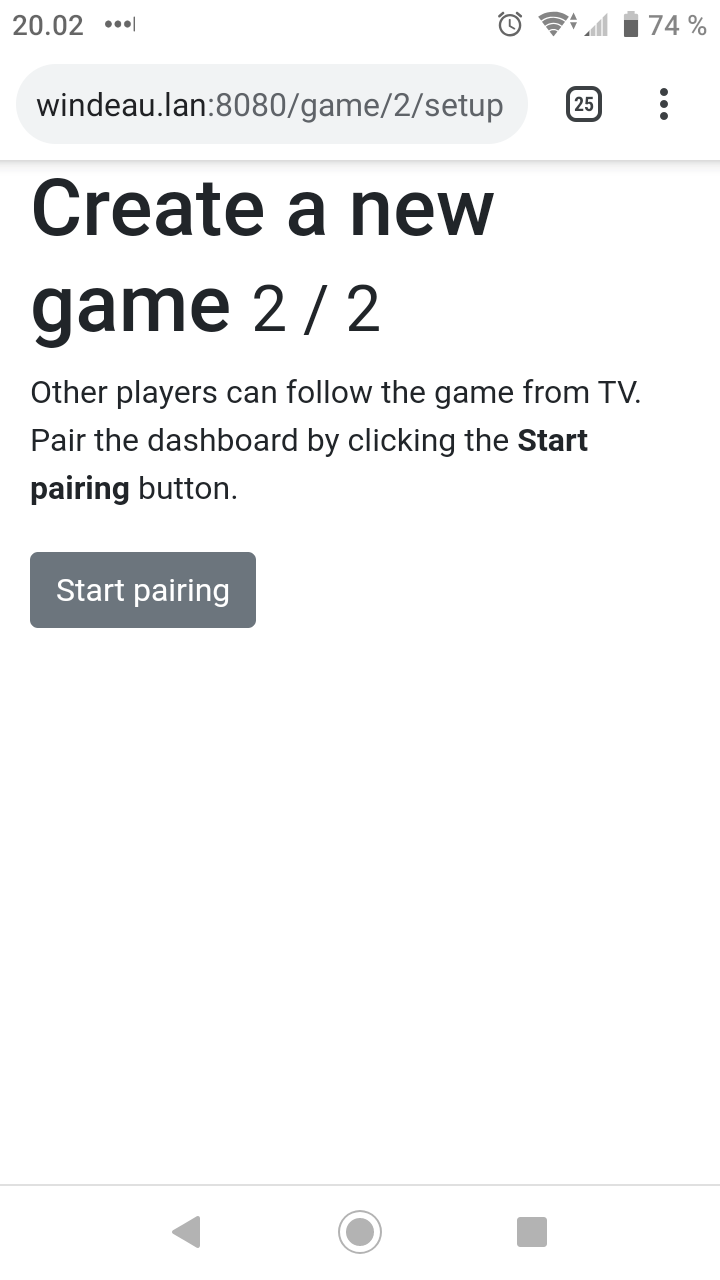 20.02 74 %
windeau.lan:8080/game/2/setup 25
Create a new
game 2 / 2
Other players can follow the game from TV.
Pair the dashboard by clicking the Start
pairing button.
Start pairing